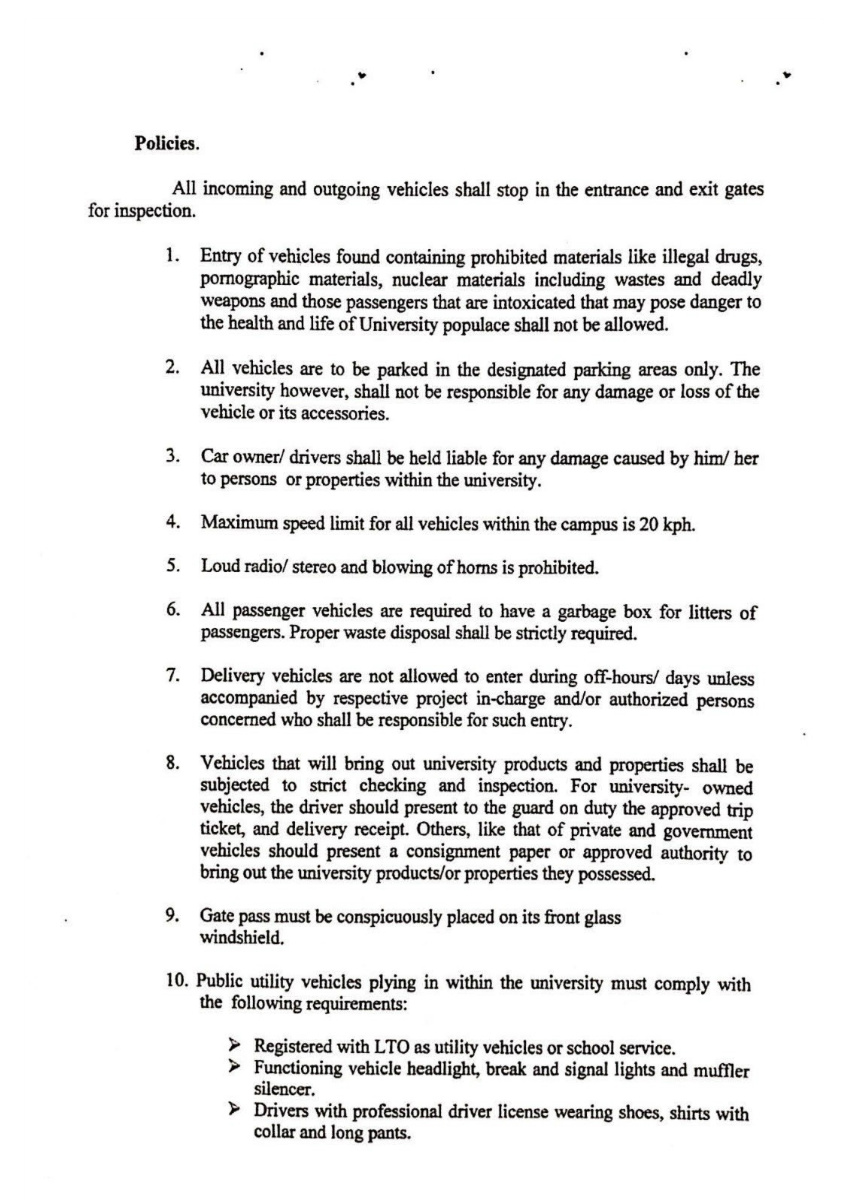 Policies.
All incoming and outgoing vehicles shall stop in the entrance and exit gates
for inspection.
1. Entry of vehicles found containing prohibited materials like illegal drugs,
pornographic materials, nuclear materials including wastes and deadly
weapons and those passengers that are intoxicated that may pose danger to
the health and life of University populace shall not be allowed.
2. All vehicles are to be parked in the designated parking areas only. The
university however, shall not be responsible for any damage or loss of the
vehicle or its accessories.
3. Car owner/ drivers shall be held liable for any damage caused by him/ her
to persons or properties within the university.
4. Maximum speed limit for all vehicles within the campus is 20 kph.
5. Loud radio/ stereo and blowing of horns is prohibited.
6. All passenger vehicles are required to have a garbage box for litters of
passengers. Proper waste disposal shall be strictly required.
7. Delivery vehicles are not allowed to enter during off-hours/ days unless
accompanied by respective project in-charge and/or authorized persons
concerned who shall be responsible for such entry.
8. Vehicles that will bring out university products and properties shall be
subjected to strict checking and inspection. For university- owned
vehicles, the driver should present to the guard on duty the approved trip
ticket, and delivery receipt. Others, like that of private and government
vehicles should present a consignment paper or approved authority to
bring out the university products/or properties they possessed.
9. Gate pass must be conspicuously placed on its front glass
windshield.
10. Public utility vehicles plying in within the university must comply with
the following requirements:
➢ Registered with LTO as utility vehicles or school service.
➢ Functioning vehicle headlight, break and signal lights and muffler
silencer.
➢ Drivers with professional driver license wearing shoes, shirts with
collar and long pants.